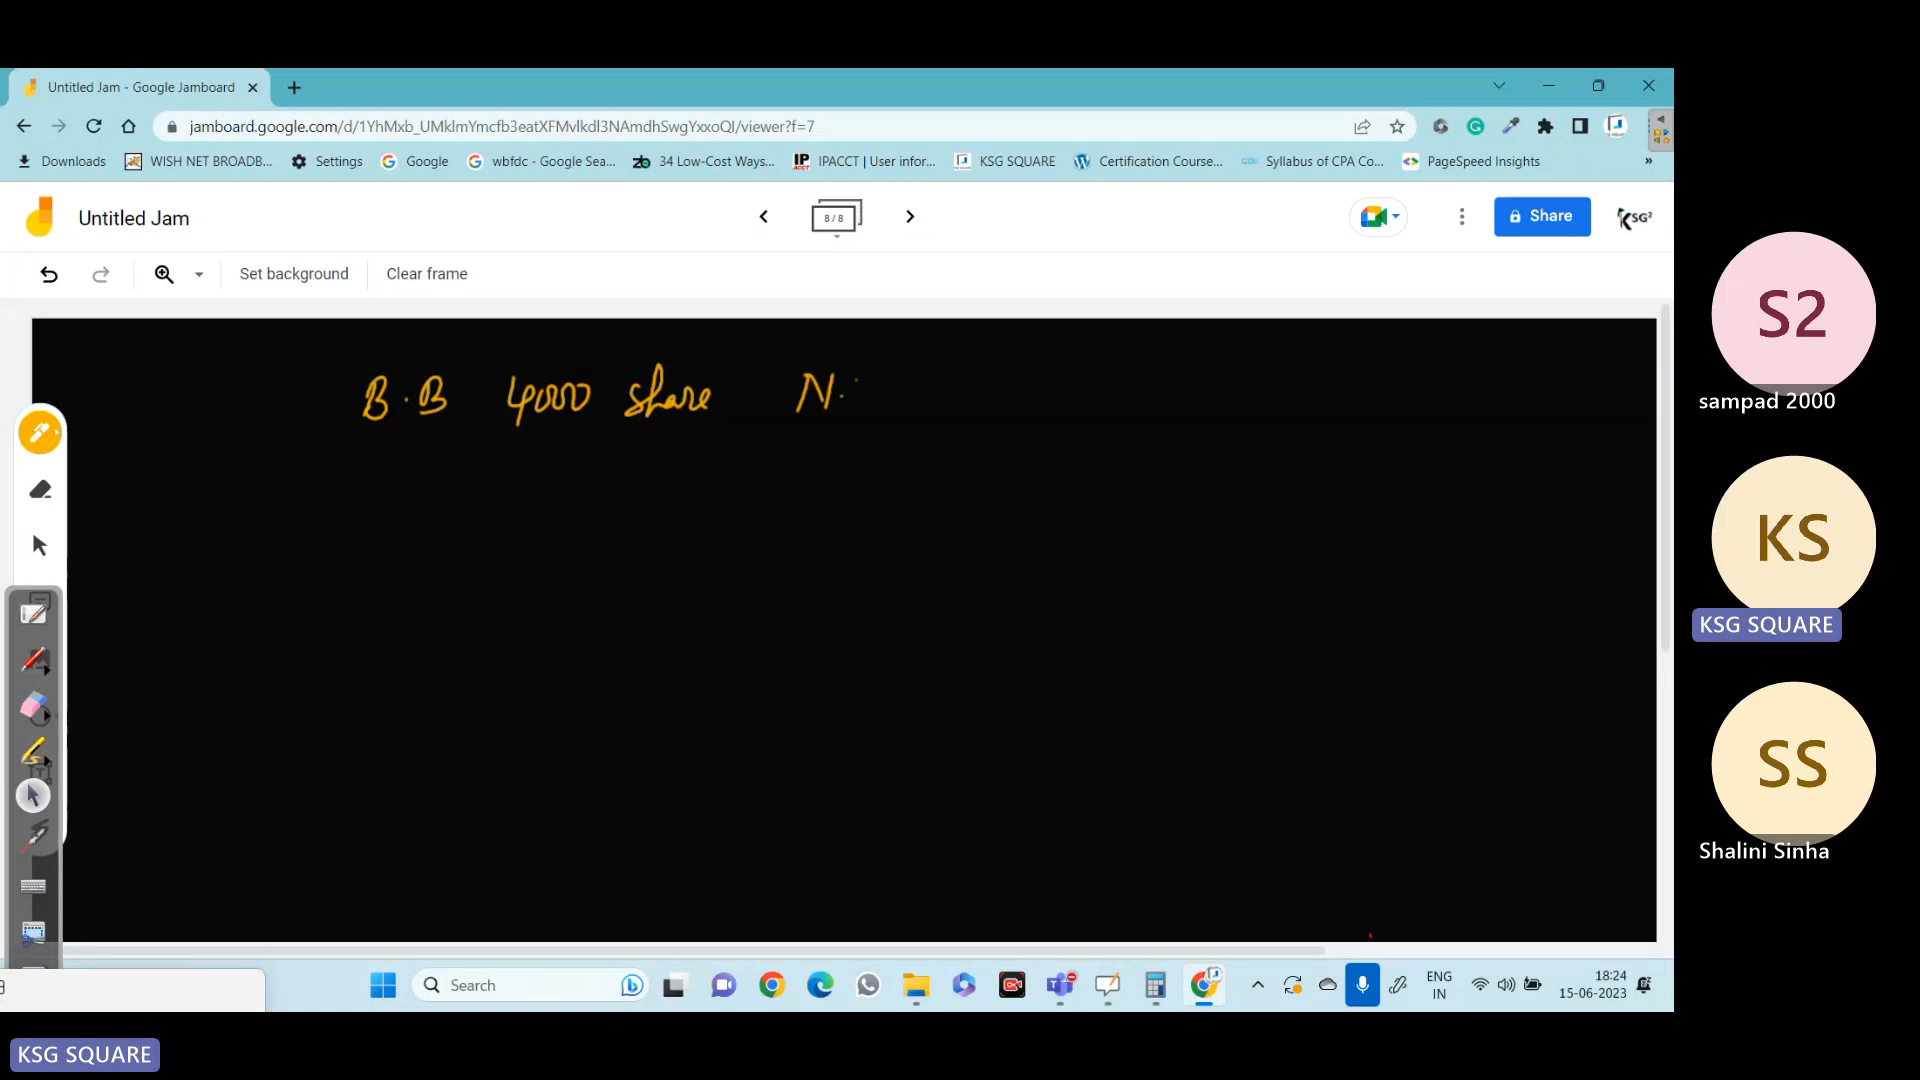 Untitled Jam - Google Jamboard
jamboard.google.com/d/1YhMxb_UMklmYmcfb3eatXFMvlkdl3NAmdhSwgYxxoQI/viewer?f=7
Downloads WISH NET BROADB... Settings Google wbfdc - Google Sea... 34 Low-Cost Ways... IPACCT | User infor... KSG SQUARE Certification Course... Syllabus of CPA Co... PageSpeed Insights »
Untitled Jam 8 / 8 Share KSG²
Set background Clear frame
B.B 4000 share N.
S2
sampad 2000
KS
KSG SQUARE
SS
Shalini Sinha
Search ENG IN 18:24 15-06-2023
KSG SQUARE